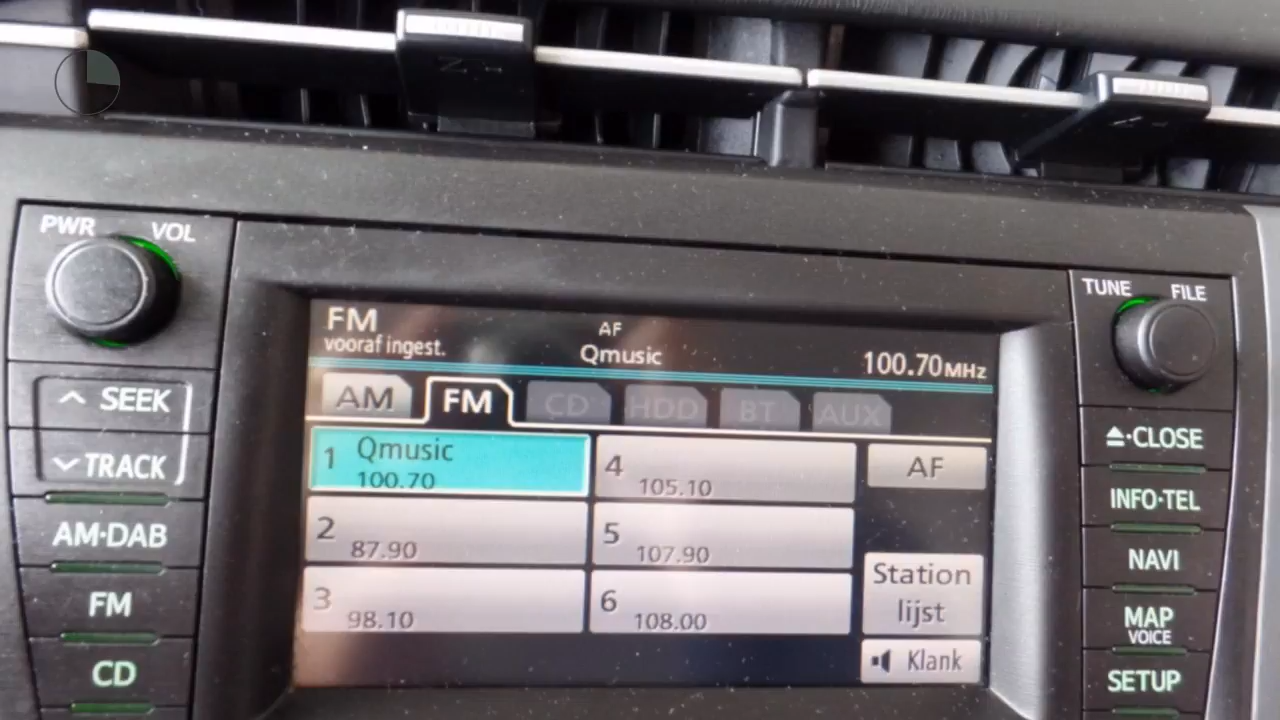 PWR VOL
TUNE FILE
FM
vooraf ingest.
AF
Qmusic
100.70MHz
AM FM CD HDD BT AUX
1 Qmusic
100.70
2
87.90
3
98.10
4
105.10
5
107.90
6
108.00
AF
Station
lijst
Klank
SEEK
TRACK
AM·DAB
FM
CD
CLOSE
INFO·TEL
NAVI
MAP
VOICE
SETUP